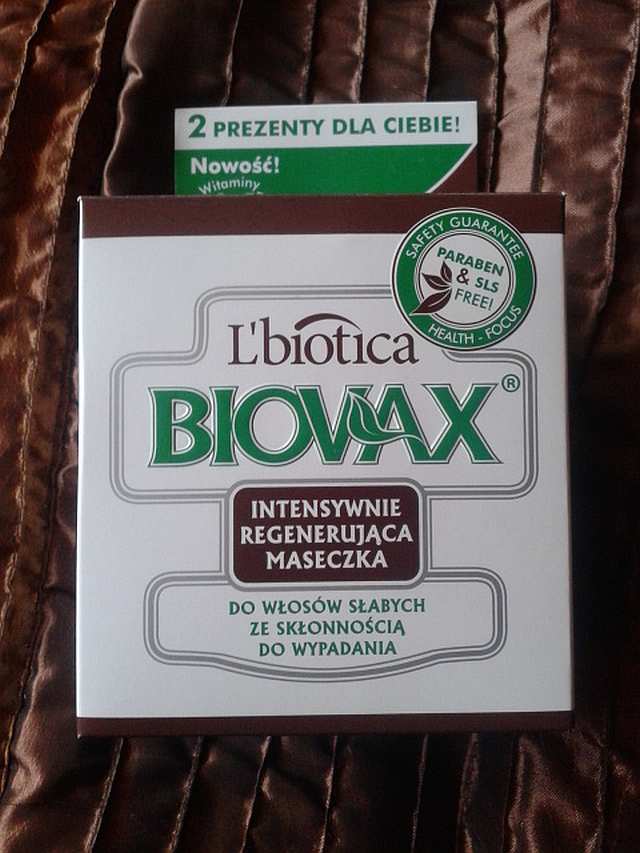 2 PREZENTY DLA CIEBIE!
Nowość!
Witaminy
SAFETY GUARANTEE
PARABEN
& SLS
FREE!
HEALTH - FOCUS
L'biotica
BIOVAX®
INTENSYWNIE
REGENERUJĄCA
MASECZKA
DO WŁOSÓW SŁABYCH
ZE SKŁONNOŚCIĄ
DO WYPADANIA